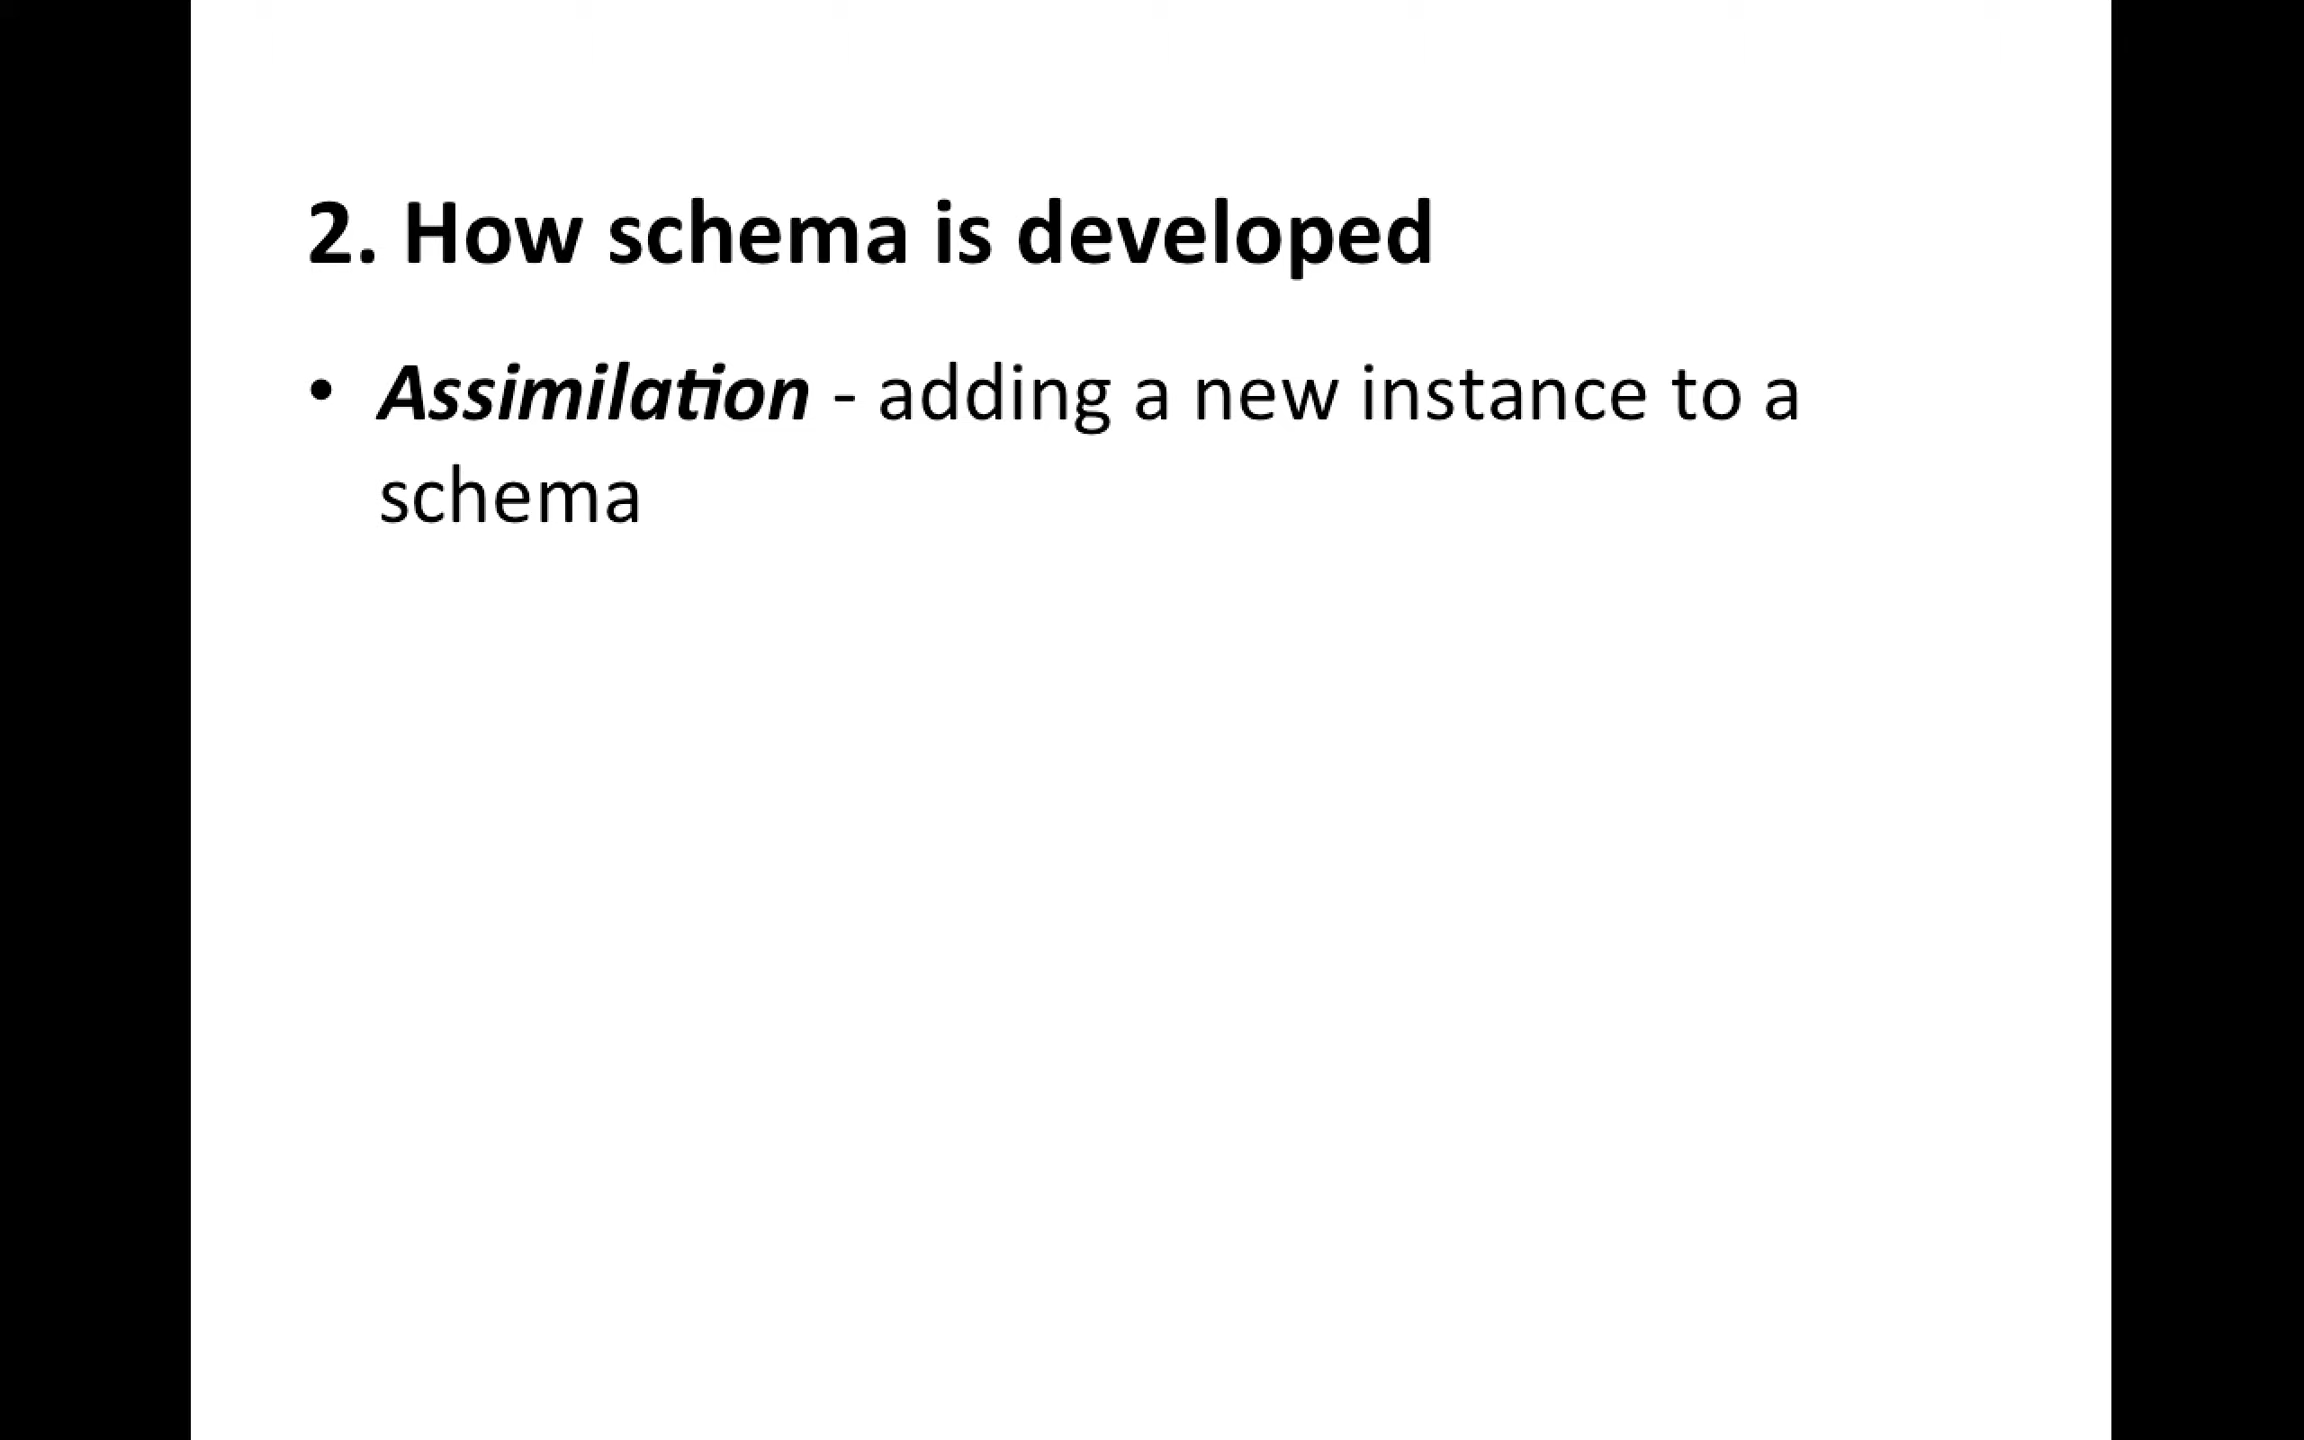 2. How schema is developed
• Assimilation - adding a new instance to a
schema